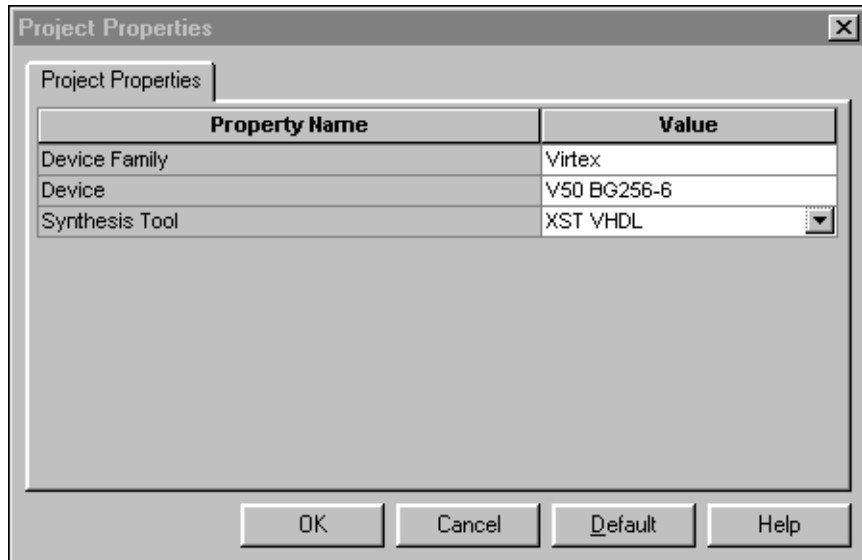 Project Properties
Project Properties
Property Name Value
Device Family Virtex
Device V50 BG256-6
Synthesis Tool XST VHDL
OK Cancel Default Help